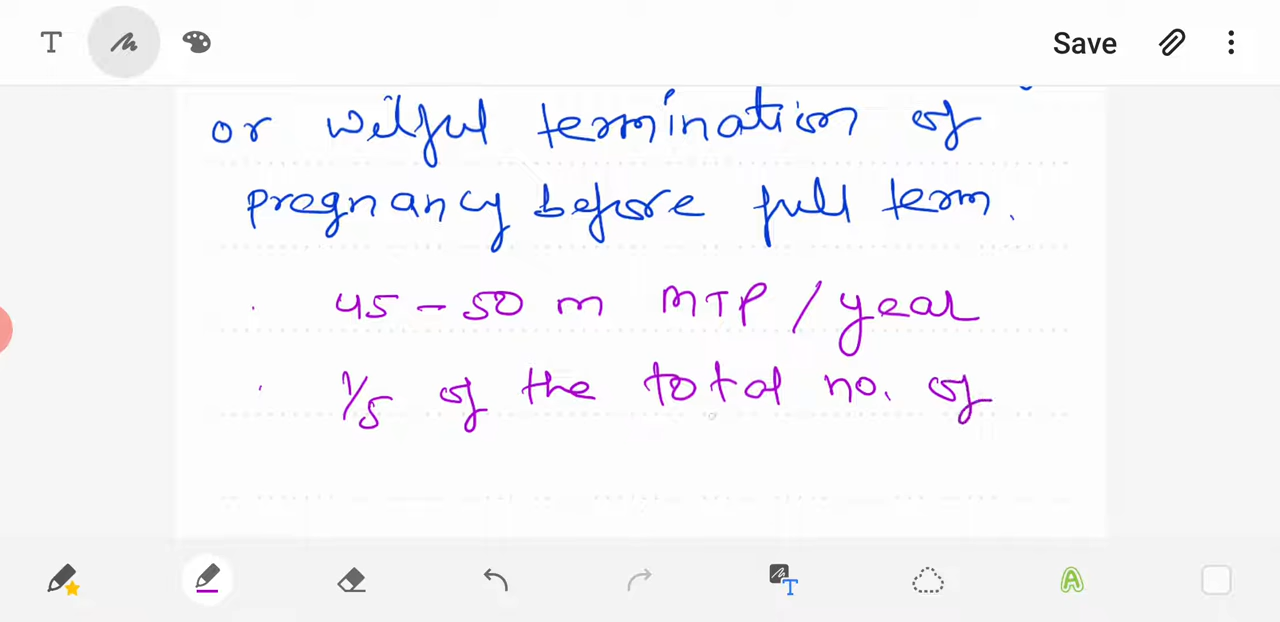 T Save
or wilful termination of
pregnancy before full term.
. 45 - 50 m MTP / year
. 1/5 of the total no. of
T A